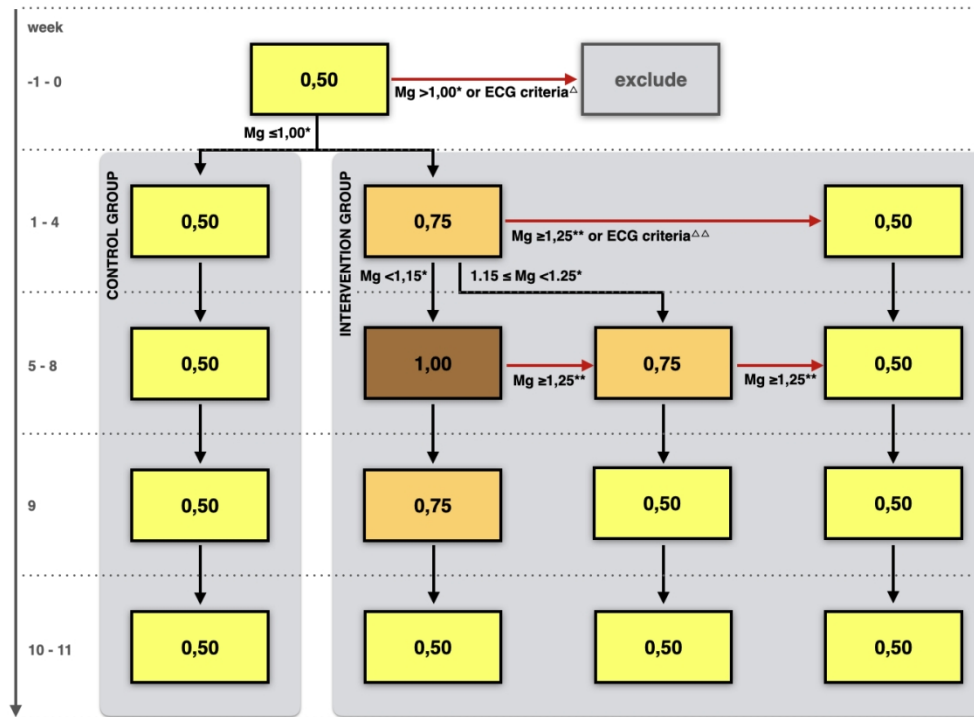 week
-1 - 0
0,50
Mg >1,00* or ECG criteria△
exclude
Mg ≤1,00*
CONTROL GROUP
INTERVENTION GROUP
1 - 4
0,50
0,75
Mg ≥1,25** or ECG criteria△△
0,50
Mg <1,15*
1.15 ≤ Mg <1.25*
5 - 8
0,50
1,00
Mg ≥1,25**
0,75
Mg ≥1,25**
0,50
9
0,50
0,75
0,50
0,50
10 - 11
0,50
0,50
0,50
0,50